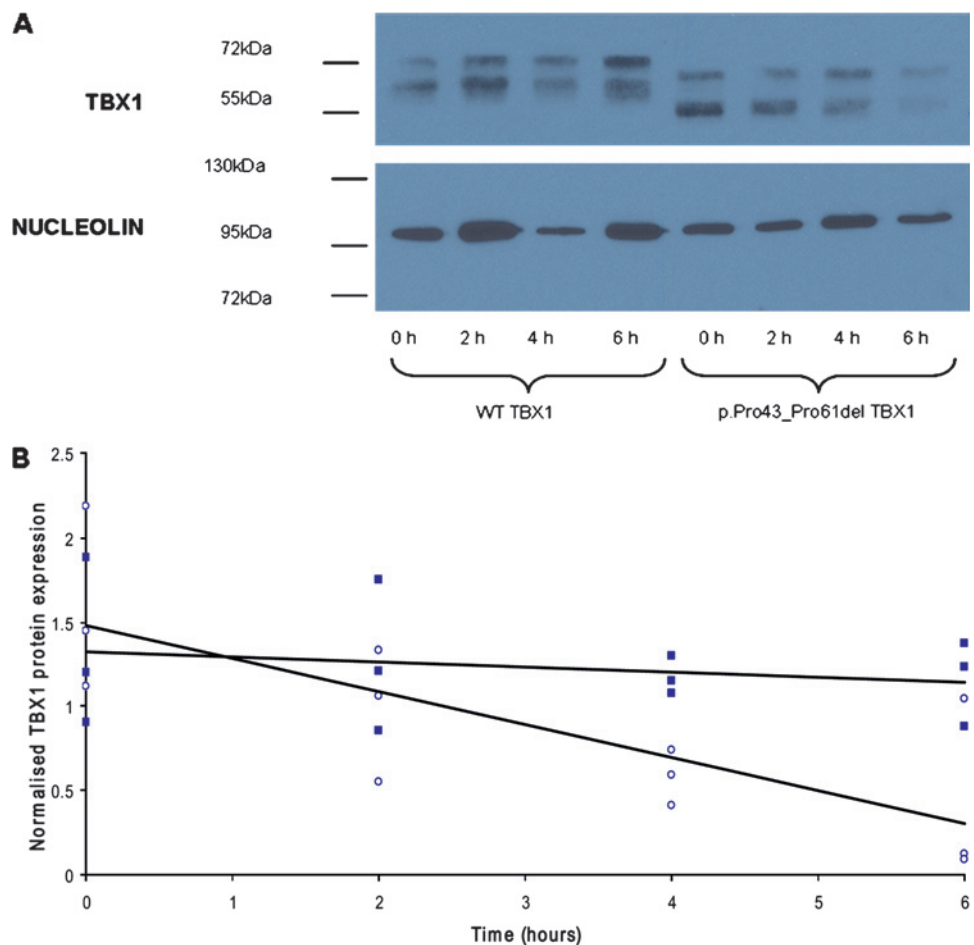 A
72kDa
TBX1
55kDa
130kDa
NUCLEOLIN
95kDa
72kDa
0 h 2 h 4 h 6 h 0 h 2 h 4 h 6 h
WT TBX1 p.Pro43_Pro61del TBX1
B
Normalised TBX1 protein expression
2.5
2
1.5
1
0.5
0
0 1 2 3 4 5 6
Time (hours)